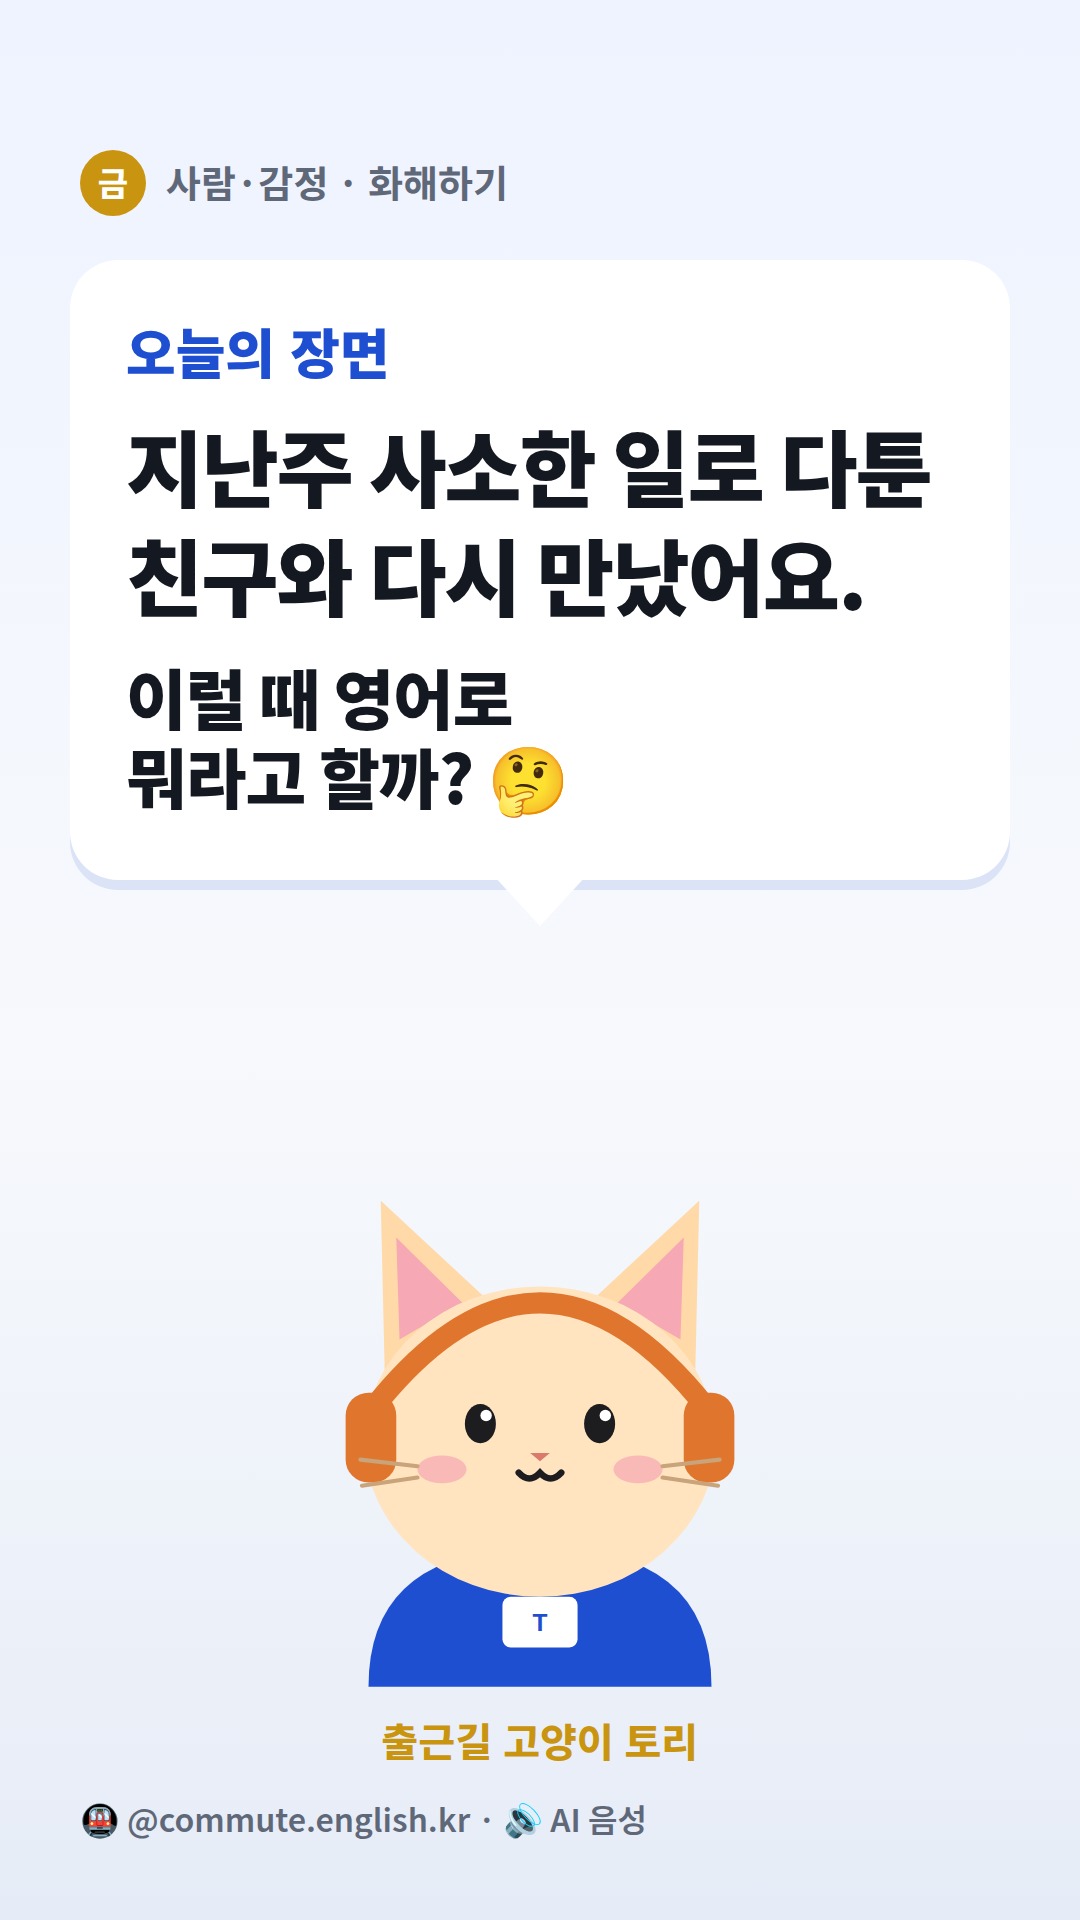 금 사람·감정 · 화해하기
오늘의 장면
지난주 사소한 일로 다툰
친구와 다시 만났어요.
이럴 때 영어로
뭐라고 할까? 🤔
T
출근길 고양이 토리
🚇 @commute.english.kr · 🔊 AI 음성